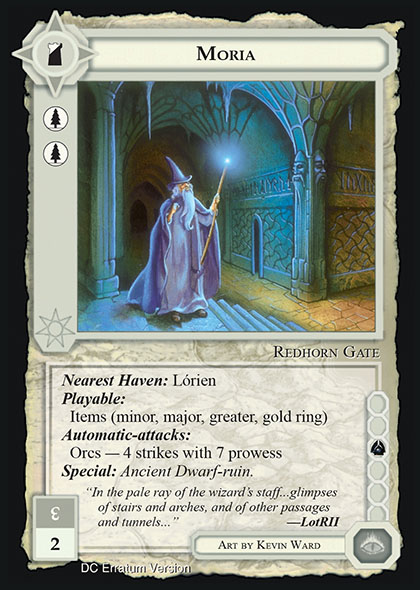 Moria
Redhorn Gate
Nearest Haven: Lórien
Playable:
Items (minor, major, greater, gold ring)
Automatic-attacks:
Orcs — 4 strikes with 7 prowess
Special: Ancient Dwarf-ruin.
“In the pale ray of the wizard’s staff...glimpses
of stairs and arches, and of other passages
and tunnels...” —LotRII
ε
2
Art by Kevin Ward
DC Erratum Version